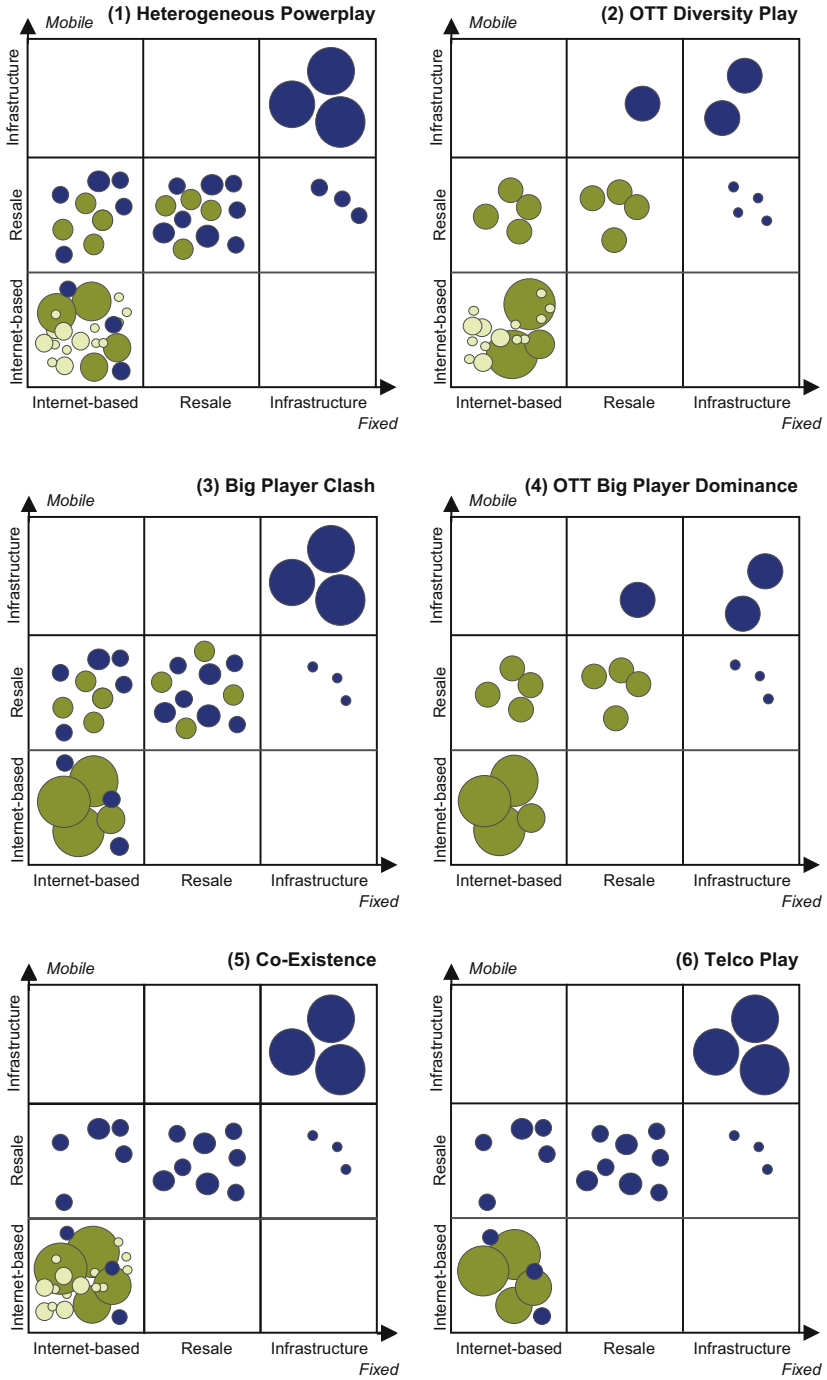 (1) Heterogeneous Powerplay
Mobile
Infrastructure
Resale
Internet-based
Internet-based Resale Infrastructure
Fixed
(2) OTT Diversity Play
Mobile
Infrastructure
Resale
Internet-based
Internet-based Resale Infrastructure
Fixed
(3) Big Player Clash
Mobile
Infrastructure
Resale
Internet-based
Internet-based Resale Infrastructure
Fixed
(4) OTT Big Player Dominance
Mobile
Infrastructure
Resale
Internet-based
Internet-based Resale Infrastructure
Fixed
(5) Co-Existence
Mobile
Infrastructure
Resale
Internet-based
Internet-based Resale Infrastructure
Fixed
(6) Telco Play
Mobile
Infrastructure
Resale
Internet-based
Internet-based Resale Infrastructure
Fixed